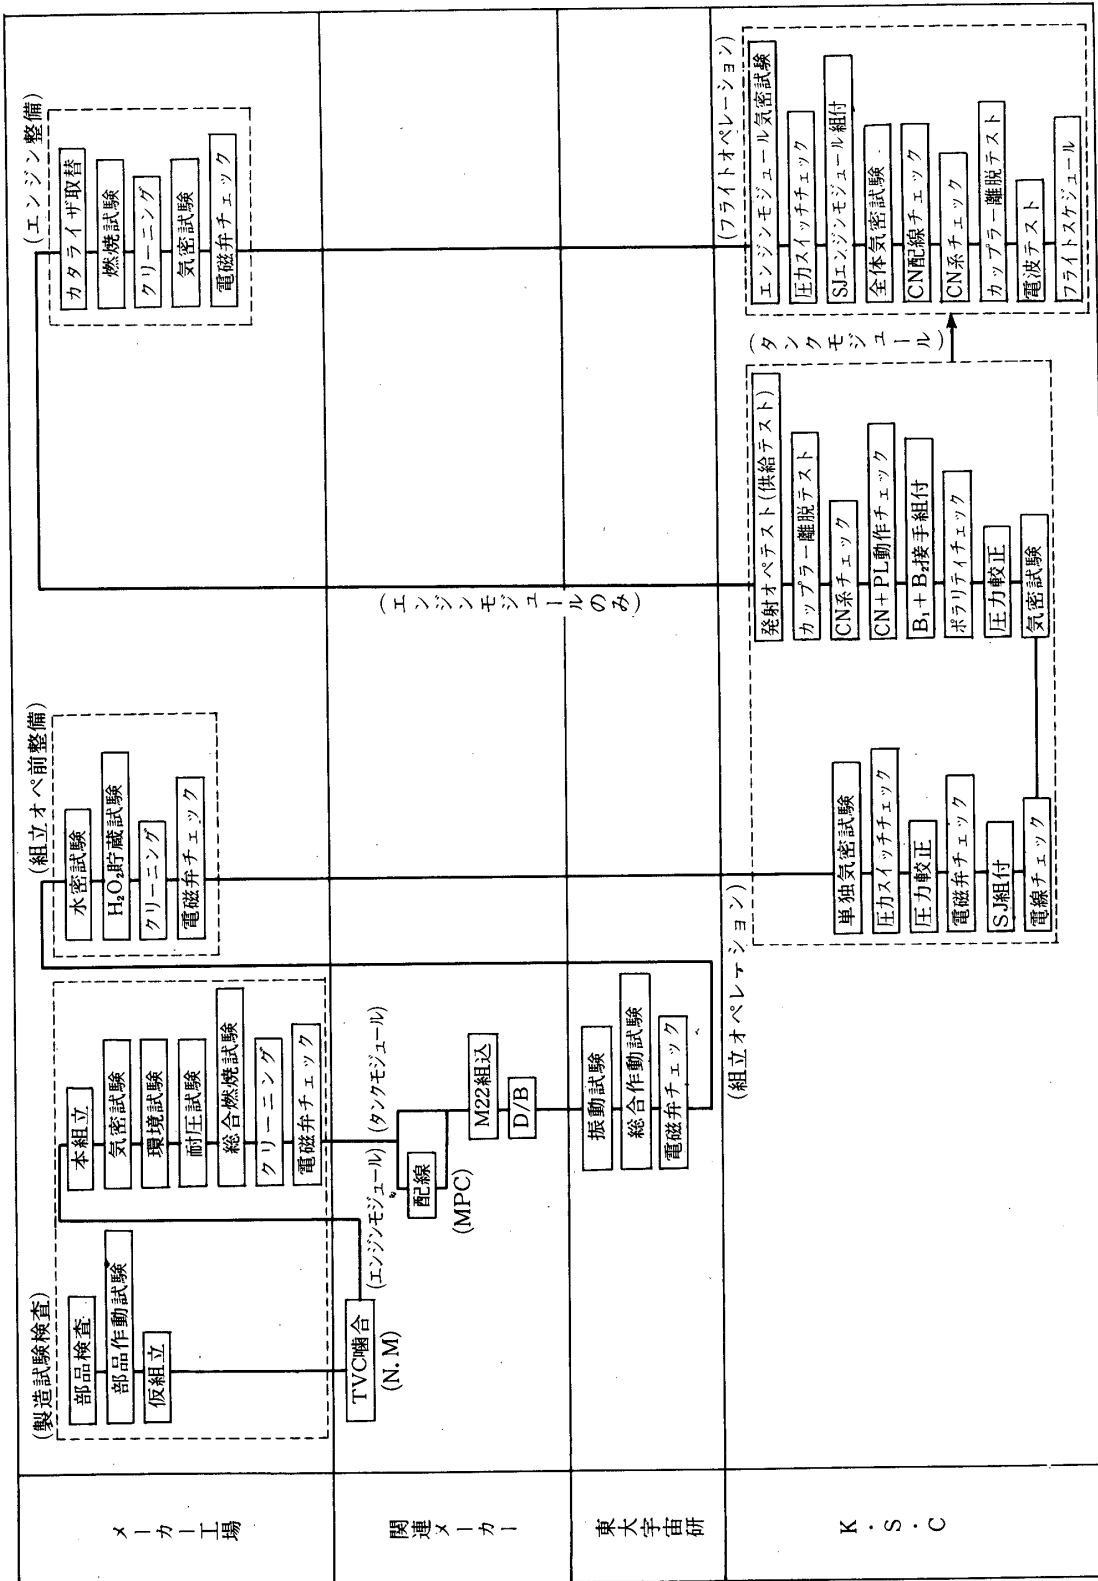 メーカー工場
(製造試験検査)
部品検査
部品作動試験
仮組立
本組立
気密試験
環境試験
耐圧試験
総合燃焼試験
クリーニング
電磁弁チェック
(組立オペ前整備)
水密試験
H₂O₂貯蔵試験
クリーニング
電磁弁チェック
(エンジン整備)
カタライザ取替
燃焼試験
クリーニング
気密試験
電磁弁チェック
関連メーカー
TVC噛合
(N.M)
(エンジンモジュール)
(タンクモジュール)
配線
(MPC)
M22組込
D/B
(エンジンモジュールのみ)
東大宇宙研
振動試験
総合作動試験
電磁弁チェック
K・S・C
(組立オペレーション)
単独気密試験
圧力スイッチチェック
圧力較正
電磁弁チェック
SJ組付
電線チェック
発射オペテスト(供給テスト)
カップラー離脱テスト
CN系チェック
CN+PL動作チェック
B₁+B₂接手組付
ポラリティチェック
圧力較正
気密試験
(タンクモジュール)
(フライトオペレーション)
エンジンモジュール気密試験
圧力スイッチチェック
SJエンジンモジュール組付
全体気密試験
CN配線チェック
CN系チェック
カップラー離脱テスト
電波テスト
フライトスケジュール